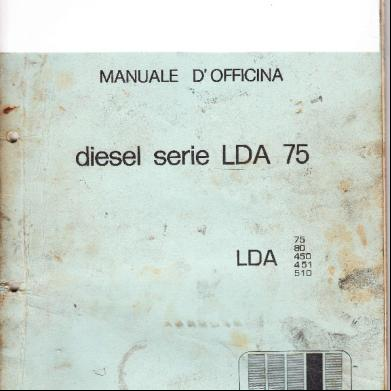 MANUALE D'OFFICINA
diesel serie LDA 75
LDA
75
80
450
451
510